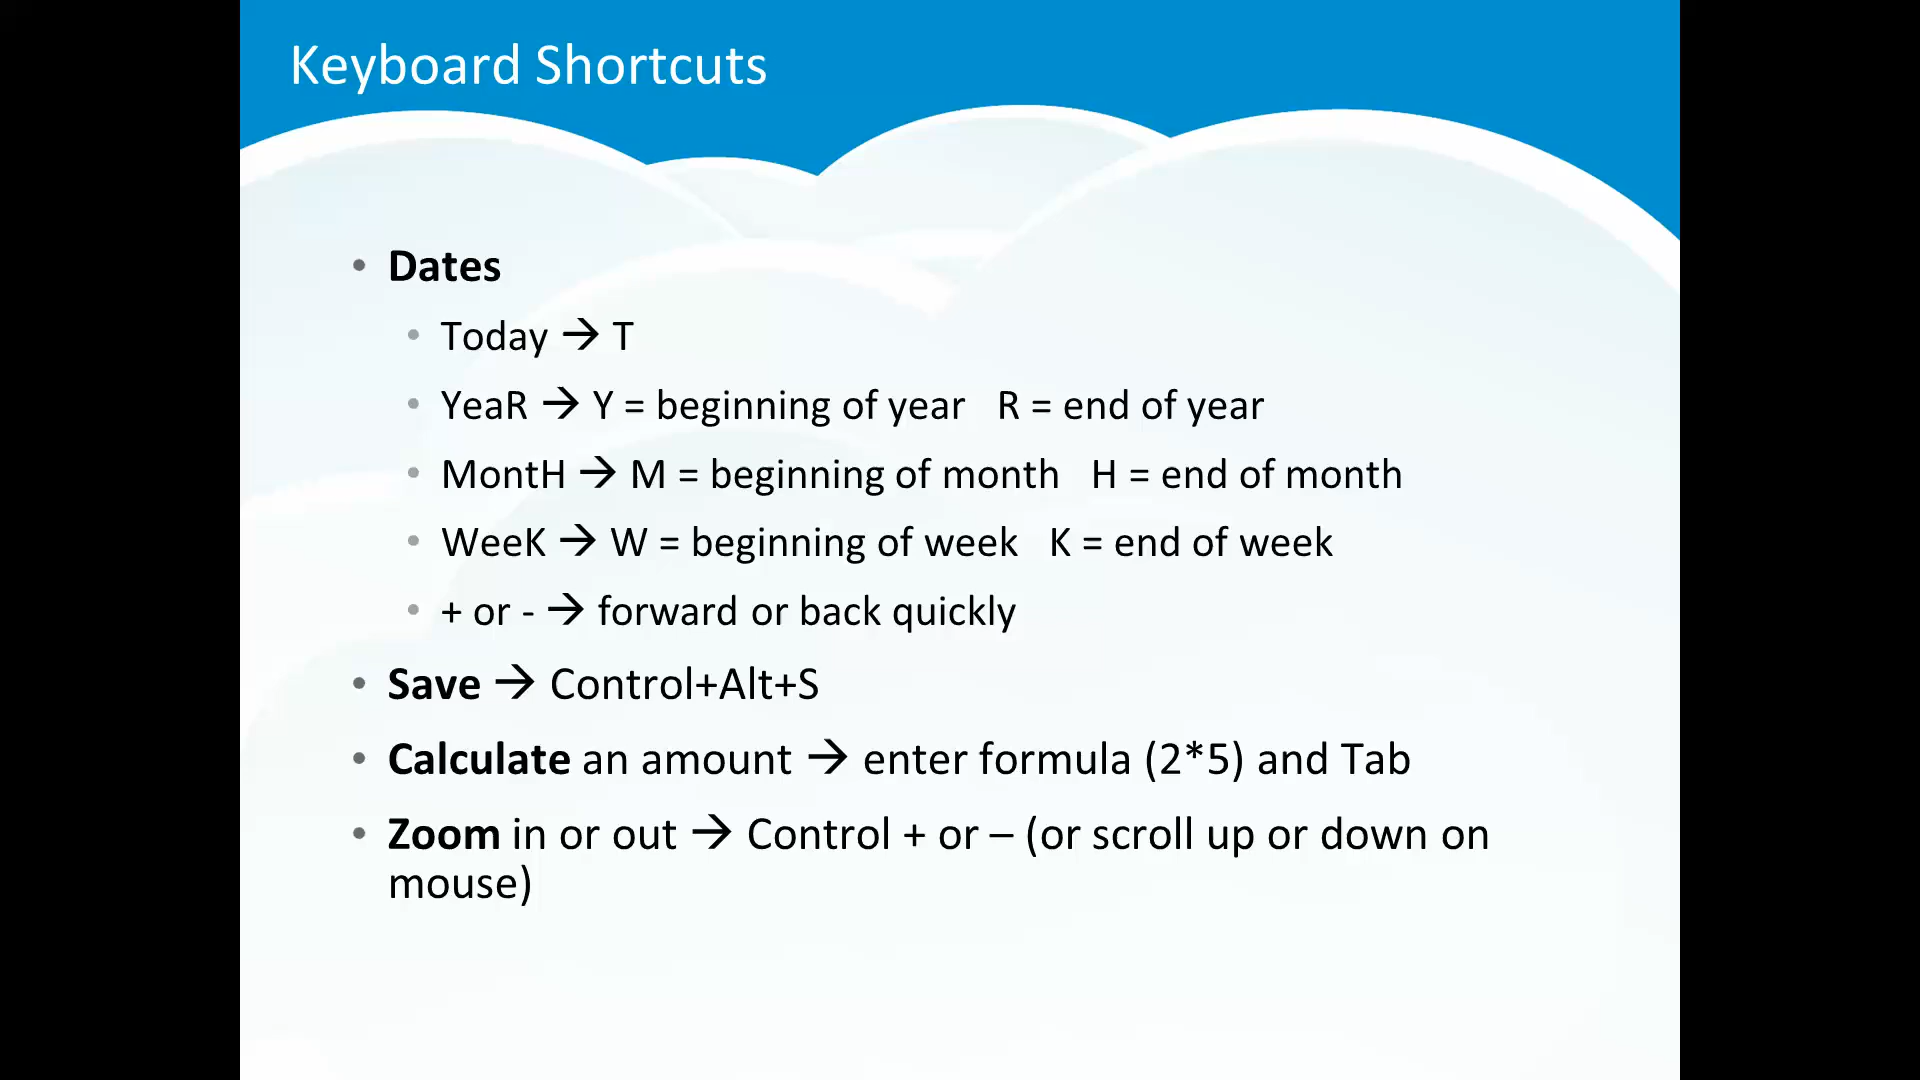 Keyboard Shortcuts
• Dates
• Today → T
• YeaR → Y = beginning of year   R = end of year
• MontH → M = beginning of month   H = end of month
• WeeK → W = beginning of week   K = end of week
• + or - → forward or back quickly
• Save → Control+Alt+S
• Calculate an amount → enter formula (2*5) and Tab
• Zoom in or out → Control + or – (or scroll up or down on
mouse)